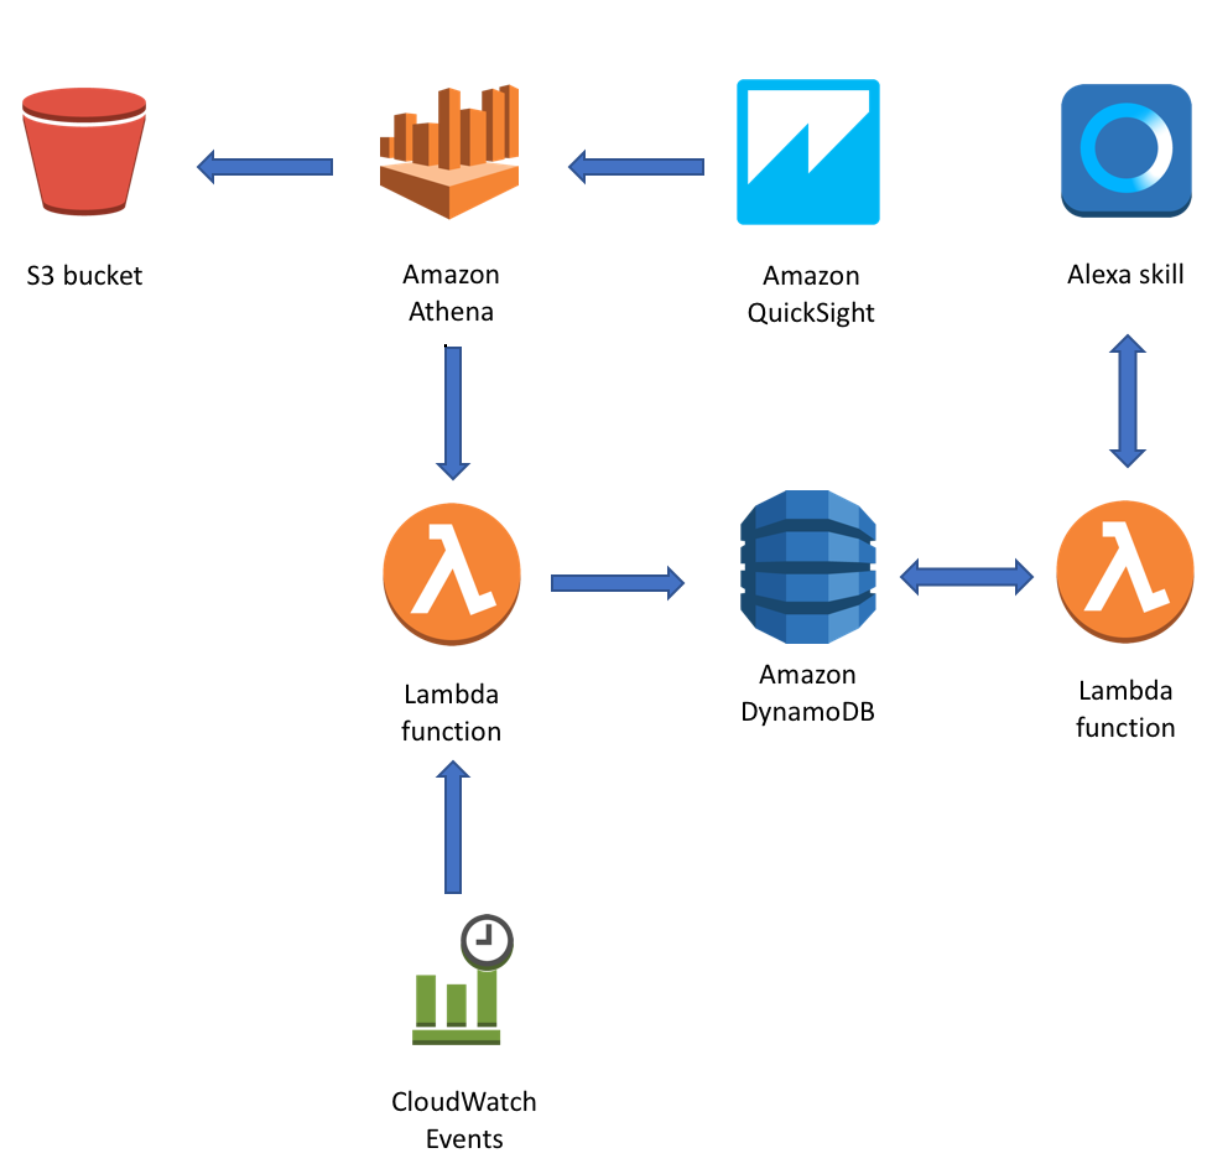 S3 bucket
Amazon
Athena
Amazon
QuickSight
Alexa skill
Lambda
function
Amazon
DynamoDB
Lambda
function
CloudWatch
Events